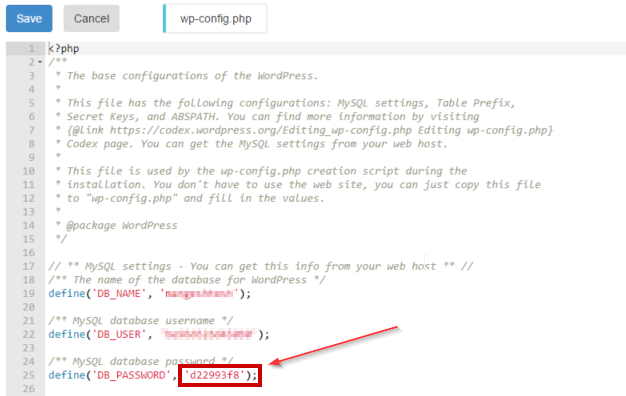 Save Cancel wp-config.php
1 <?php
2 /**
3 * The base configurations of the WordPress.
4 *
5 * This file has the following configurations: MySQL settings, Table Prefix,
6 * Secret Keys, and ABSPATH. You can find more information by visiting
7 * {@link https://codex.wordpress.org/Editing_wp-config.php Editing wp-config.php}
8 * Codex page. You can get the MySQL settings from your web host.
9 *
10 * This file is used by the wp-config.php creation script during the
11 * installation. You don't have to use the web site, you can just copy this file
12 * to "wp-config.php" and fill in the values.
13 *
14 * @package WordPress
15 */
16
17 // ** MySQL settings - You can get this info from your web host ** //
18 /** The name of the database for WordPress */
19 define('DB_NAME', '');
20
21 /** MySQL database username */
22 define('DB_USER', '');
23
24 /** MySQL database password */
25 define('DB_PASSWORD', 'd22993f8');
26